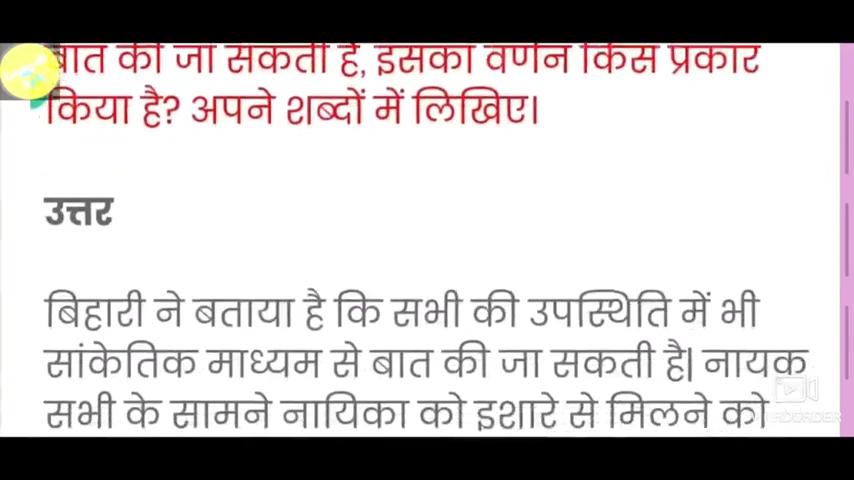 बात की जा सकती है, इसका वर्णन किस प्रकार
किया है? अपने शब्दों में लिखिए।
उत्तर
बिहारी ने बताया है कि सभी की उपस्थिति में भी
सांकेतिक माध्यम से बात की जा सकती है| नायक
सभी के सामने नायिका को इशारे से मिलने को